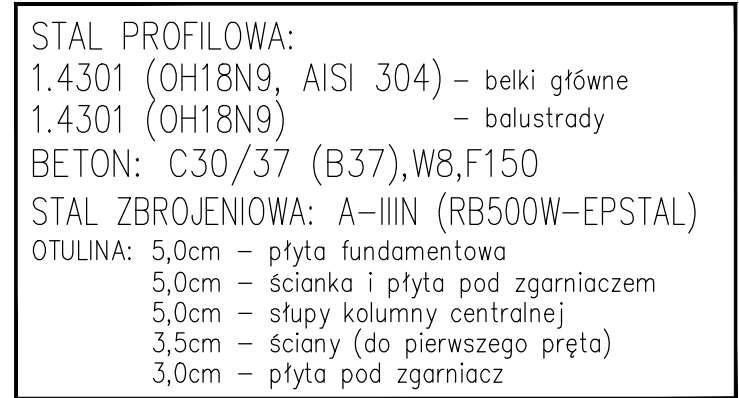 STAL PROFILOWA:
1.4301 (OH18N9, AISI 304) – belki główne
1.4301 (OH18N9) – balustrady
BETON: C30/37 (B37),W8,F150
STAL ZBROJENIOWA: A–IIIN (RB500W–EPSTAL)
OTULINA: 5,0cm – płyta fundamentowa
5,0cm – ścianka i płyta pod zgarniaczem
5,0cm – słupy kolumny centralnej
3,5cm – ściany (do pierwszego pręta)
3,0cm – płyta pod zgarniacz